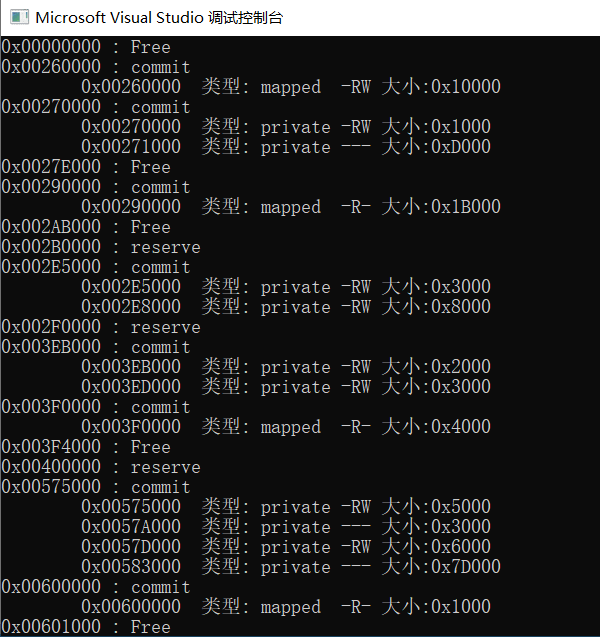 Microsoft Visual Studio 调试控制台
0x00000000 : Free
0x00260000 : commit
0x00260000 类型: mapped -RW 大小:0x10000
0x00270000 : commit
0x00270000 类型: private -RW 大小:0x1000
0x00271000 类型: private --- 大小:0xD000
0x0027E000 : Free
0x00290000 : commit
0x00290000 类型: mapped -R- 大小:0x1B000
0x002AB000 : Free
0x002B0000 : reserve
0x002E5000 : commit
0x002E5000 类型: private -RW 大小:0x3000
0x002E8000 类型: private -RW 大小:0x8000
0x002F0000 : reserve
0x003EB000 : commit
0x003EB000 类型: private -RW 大小:0x2000
0x003ED000 类型: private -RW 大小:0x3000
0x003F0000 : commit
0x003F0000 类型: mapped -R- 大小:0x4000
0x003F4000 : Free
0x00400000 : reserve
0x00575000 : commit
0x00575000 类型: private -RW 大小:0x5000
0x0057A000 类型: private --- 大小:0x3000
0x0057D000 类型: private -RW 大小:0x6000
0x00583000 类型: private --- 大小:0x7D000
0x00600000 : commit
0x00600000 类型: mapped -R- 大小:0x1000
0x00601000 : Free